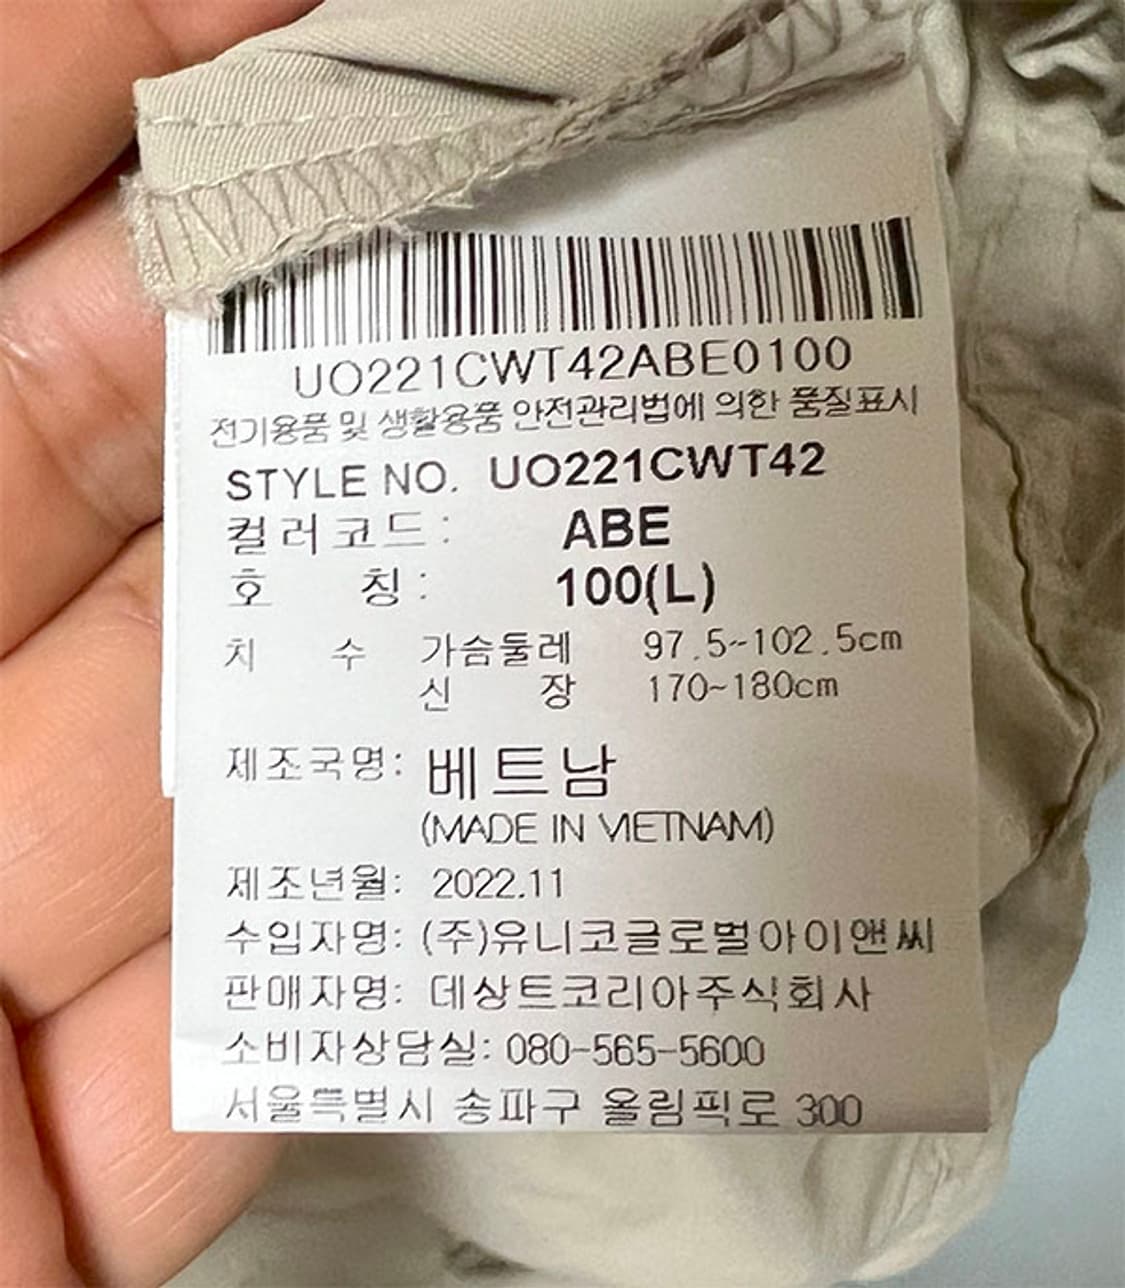 UO221CWT42ABE0100
전기용품 및 생활용품 안전관리법에 의한 품질표시
STYLE NO. UO221CWT42
컬러코드: ABE
호 칭: 100(L)
치 수 가슴둘레 97.5~102.5cm
신 장 170~180cm
제조국명: 베트남
(MADE IN VIETNAM)
제조년월: 2022.11
수입자명: (주)유니코글로벌아이앤씨
판매자명: 데상트코리아주식회사
소비자상담실: 080-565-5600
서울특별시 송파구 올림픽로 300